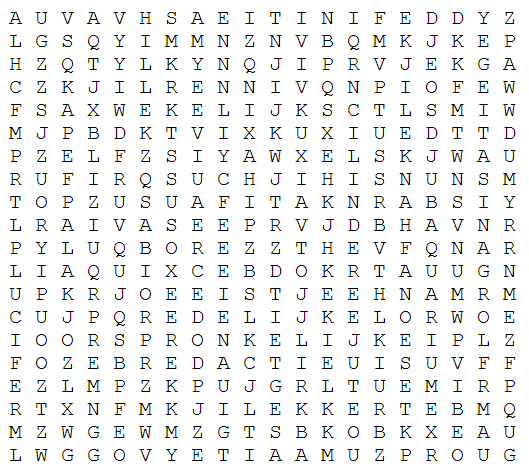 A U V A V H S A E I T I N I F E D D Y Z
L G S Q Y I M M N Z N V B Q M K J K E P
H Z Q T Y L K Y N Q J I P R V J E K G A
C Z K J I L R E N N I V Q N P I O F E W
F S A X W E K E L I J K S C T L S M I W
M J P B D K T V I X K U X I U E D T T D
P Z E L F Z S I Y A W X E L S K J W A U
R U F I R Q S U C H J I H I S N U N S M
T O P Z U S U A F I T A K N R A B S I Y
L R A I V A S E E P R V J D B H A V N R
P Y L U Q B O R E Z Z T H E V F Q N A R
L I A Q U I X C E B D O K R T A U U G N
U P K R J O E E I S T J E E H N A M R M
C U J P Q R E D E L I J K E L O R W O E
I O O R S P R O N K E L I J K E I P L Z
F O Z E B R E D A C T I E U I S U V F F
E Z L M P Z K P U J G R L T U E M I R P
R T X N F M K J I L E K K E R T E B M Q
M Z W G E W M Z G T S B K O B K X E A U
L W G G O V Y E T I A A M U Z P R O U G